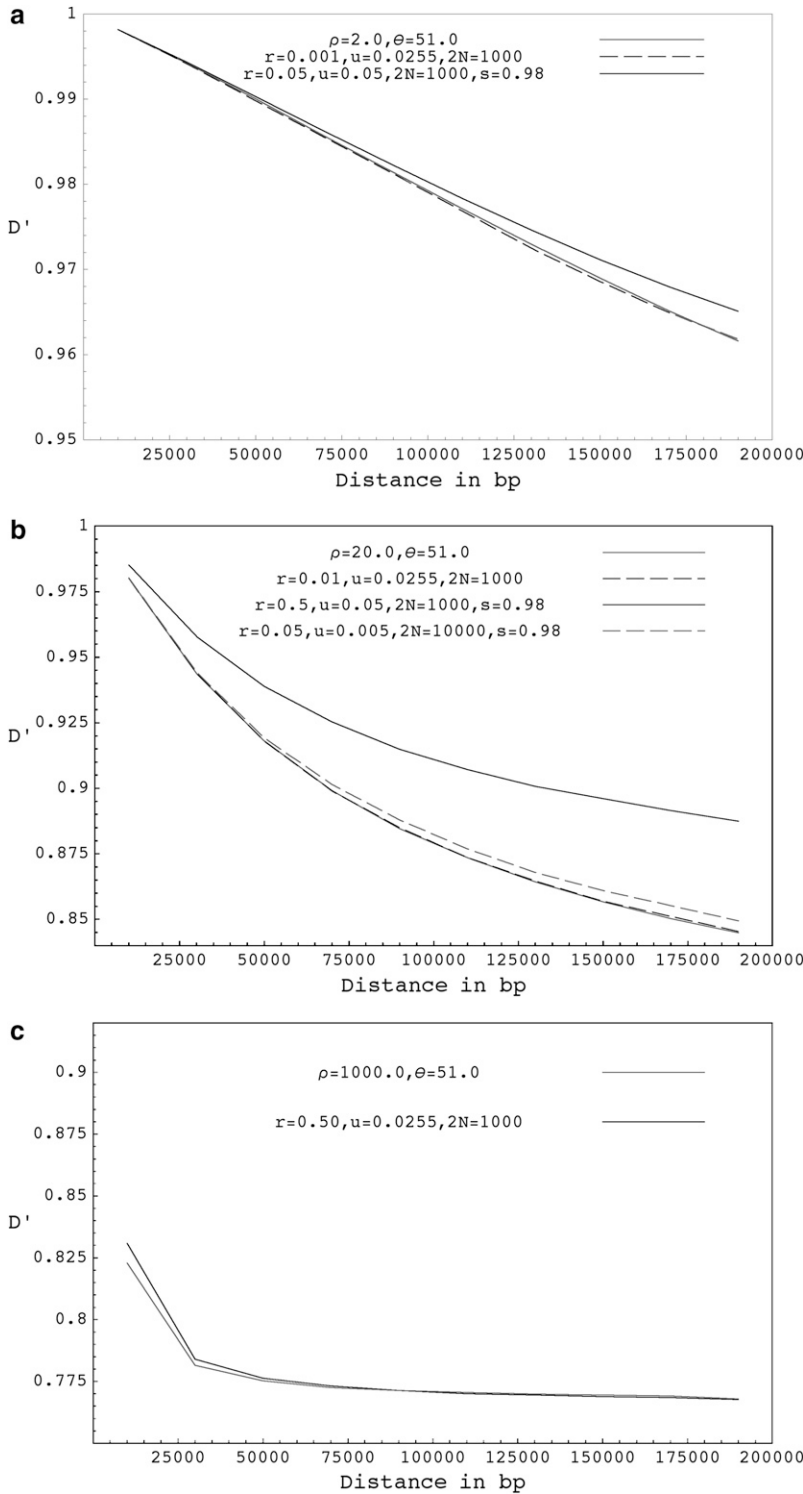 a
1
0.99
0.98
0.97
0.96
0.95
D'
ρ=2.0,θ=51.0
r=0.001,u=0.0255,2N=1000
r=0.05,u=0.05,2N=1000,s=0.98
25000 50000 75000 100000 125000 150000 175000 200000
Distance in bp
b
1
0.975
0.95
0.925
0.9
0.875
0.85
D'
ρ=20.0,θ=51.0
r=0.01,u=0.0255,2N=1000
r=0.5,u=0.05,2N=1000,s=0.98
r=0.05,u=0.005,2N=10000,s=0.98
25000 50000 75000 100000 125000 150000 175000 200000
Distance in bp
c
0.9
0.875
0.85
0.825
0.8
0.775
D'
ρ=1000.0,θ=51.0
r=0.50,u=0.0255,2N=1000
25000 50000 75000 100000 125000 150000 175000 200000
Distance in bp